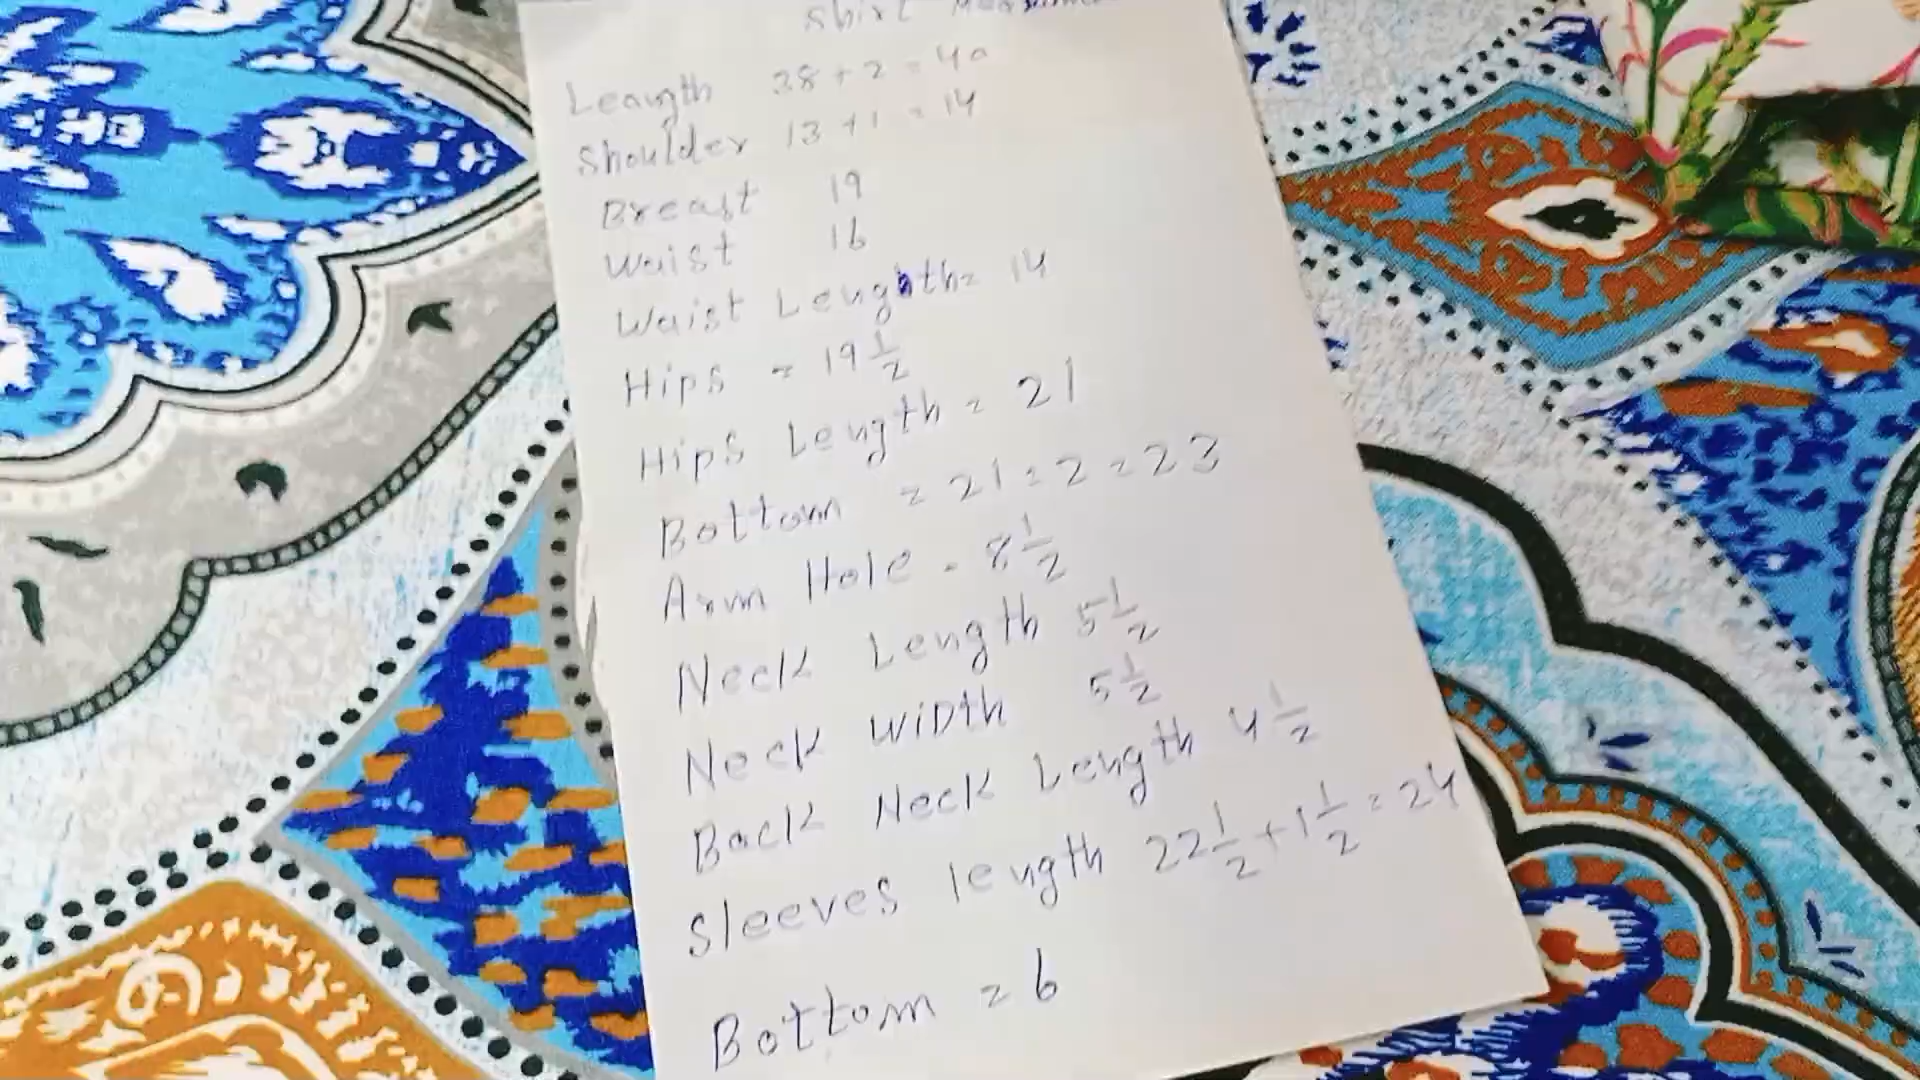 Shirt
Leangth 38 + 2 = 40
Shoulder 13 + 1 = 14
Breast 19
Waist 16
Waist Length = 14
Hips = 19 1/2
Hips Length = 21
Bottom = 21 = 2 = 23
Arm Hole - 8 1/2
Neck Length 5 1/2
Neck WiDth 5 1/2
Back Neck Length 4 1/2
Sleeves length 22 1/2 + 1 1/2 = 24
Bottom = 6